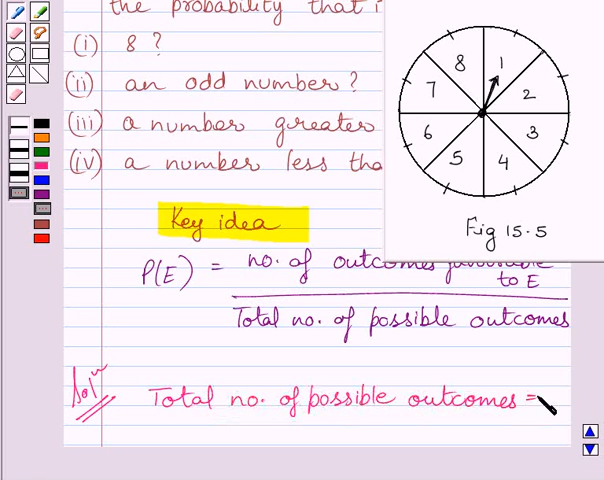 the probability that i
(i) 8 ?
(ii) an odd number ?
(iii) a number greater
(iv) a number less tha
8 1
7 2
6 3
5 4
Fig 15.5
Key idea
P(E) = no. of outcomes favourable to E
Total no. of possible outcomes
Solⁿ Total no. of possible outcomes =